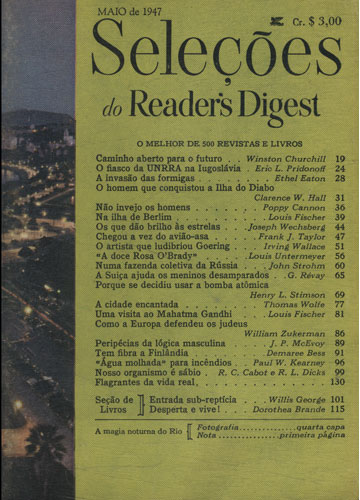 MAIO de 1947
Cr. $ 3,00
Seleções
do Reader's Digest
O MELHOR DE 500 REVISTAS E LIVROS
Caminho aberto para o futuro . Winston Churchill 19
O fiasco da UNRRA na Iugoslávia . Eric L. Pridonoff 24
A invasão das formigas . . . . . Ethel Eaton 28
O homem que conquistou a Ilha do Diabo
Clarence W. Hall 31
Não invejo os homens . . . . . Poppy Cannon 36
Na ilha de Berlim . . . . . . Louis Fischer 39
Os que dão brilho às estrelas . Joseph Wechsberg 44
Chegou a vez do avião-asa . . . Frank J. Taylor 47
O artista que ludibriou Goering . Irving Wallace 51
"A doce Rosa O'Brady" . . . Louis Untermeyer 56
Numa fazenda coletiva da Rússia . John Strohm 60
A Suiça ajuda os meninos desamparados . G. Révay 65
Porque se decidiu usar a bomba atômica
Henry L. Stimson 69
A cidade encantada . . . . . Thomas Wolfe 77
Uma visita ao Mahatma Gandhi . . Louis Fischer 81
Como a Europa defendeu os judeus
William Zukerman 86
Peripécias da lógica masculina . . J. P. McEvoy 89
Tem fibra a Finlândia . . . . Demaree Bess 91
"Água molhada" para incêndios . . Paul W. Kearney 96
Nosso organismo é sábio . R. C. Cabot e R. L. Dicks 99
Flagrantes da vida real . . . . . . . . 130
Seção de Livros
Entrada sub-reptícia . . Willis George 101
Desperta e vive! . . . Dorothea Brande 115
A magia noturna do Rio
Fotografia . . . . . . . quarta capa
Nota . . . . . . . primeira página